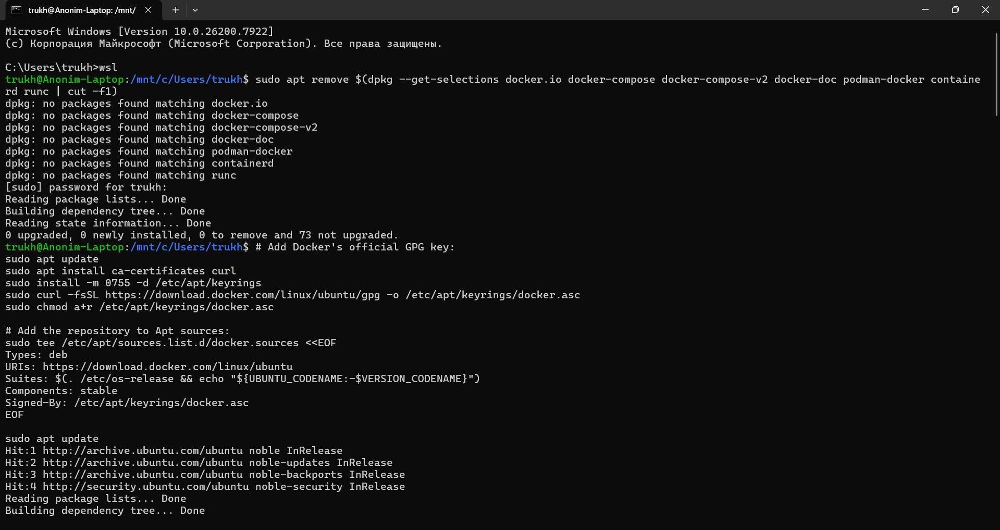 trukh@Anonim-Laptop: /mnt/
Microsoft Windows [Version 10.0.26200.7922]
(c) Корпорация Майкрософт (Microsoft Corporation). Все права защищены.
C:\Users\trukh>wsl
trukh@Anonim-Laptop:/mnt/c/Users/trukh$ sudo apt remove $(dpkg --get-selections docker.io docker-compose docker-compose-v2 docker-doc podman-docker containe
rd runc | cut -f1)
dpkg: no packages found matching docker.io
dpkg: no packages found matching docker-compose
dpkg: no packages found matching docker-compose-v2
dpkg: no packages found matching docker-doc
dpkg: no packages found matching podman-docker
dpkg: no packages found matching containerd
dpkg: no packages found matching runc
[sudo] password for trukh:
Reading package lists... Done
Building dependency tree... Done
Reading state information... Done
0 upgraded, 0 newly installed, 0 to remove and 73 not upgraded.
trukh@Anonim-Laptop:/mnt/c/Users/trukh$ # Add Docker's official GPG key:
sudo apt update
sudo apt install ca-certificates curl
sudo install -m 0755 -d /etc/apt/keyrings
sudo curl -fsSL https://download.docker.com/linux/ubuntu/gpg -o /etc/apt/keyrings/docker.asc
sudo chmod a+r /etc/apt/keyrings/docker.asc
# Add the repository to Apt sources:
sudo tee /etc/apt/sources.list.d/docker.sources <<EOF
Types: deb
URIs: https://download.docker.com/linux/ubuntu
Suites: $(. /etc/os-release && echo "${UBUNTU_CODENAME:-$VERSION_CODENAME}")
Components: stable
Signed-By: /etc/apt/keyrings/docker.asc
EOF
sudo apt update
Hit:1 http://archive.ubuntu.com/ubuntu noble InRelease
Hit:2 http://archive.ubuntu.com/ubuntu noble-updates InRelease
Hit:3 http://archive.ubuntu.com/ubuntu noble-backports InRelease
Hit:4 http://security.ubuntu.com/ubuntu noble-security InRelease
Reading package lists... Done
Building dependency tree... Done